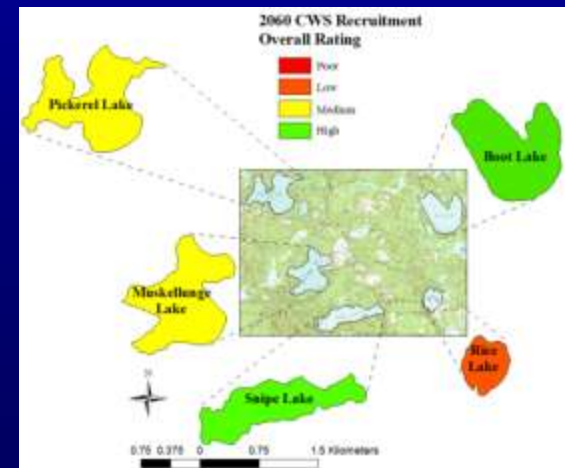 2060 CWS Recruitment
Overall Rating
Poor
Low
Medium
High
Pickerel Lake
Boot Lake
Muskellunge
Lake
Rice
Lake
Snipe Lake
N
0.75 0.375 0 0.75 1.5 Kilometers